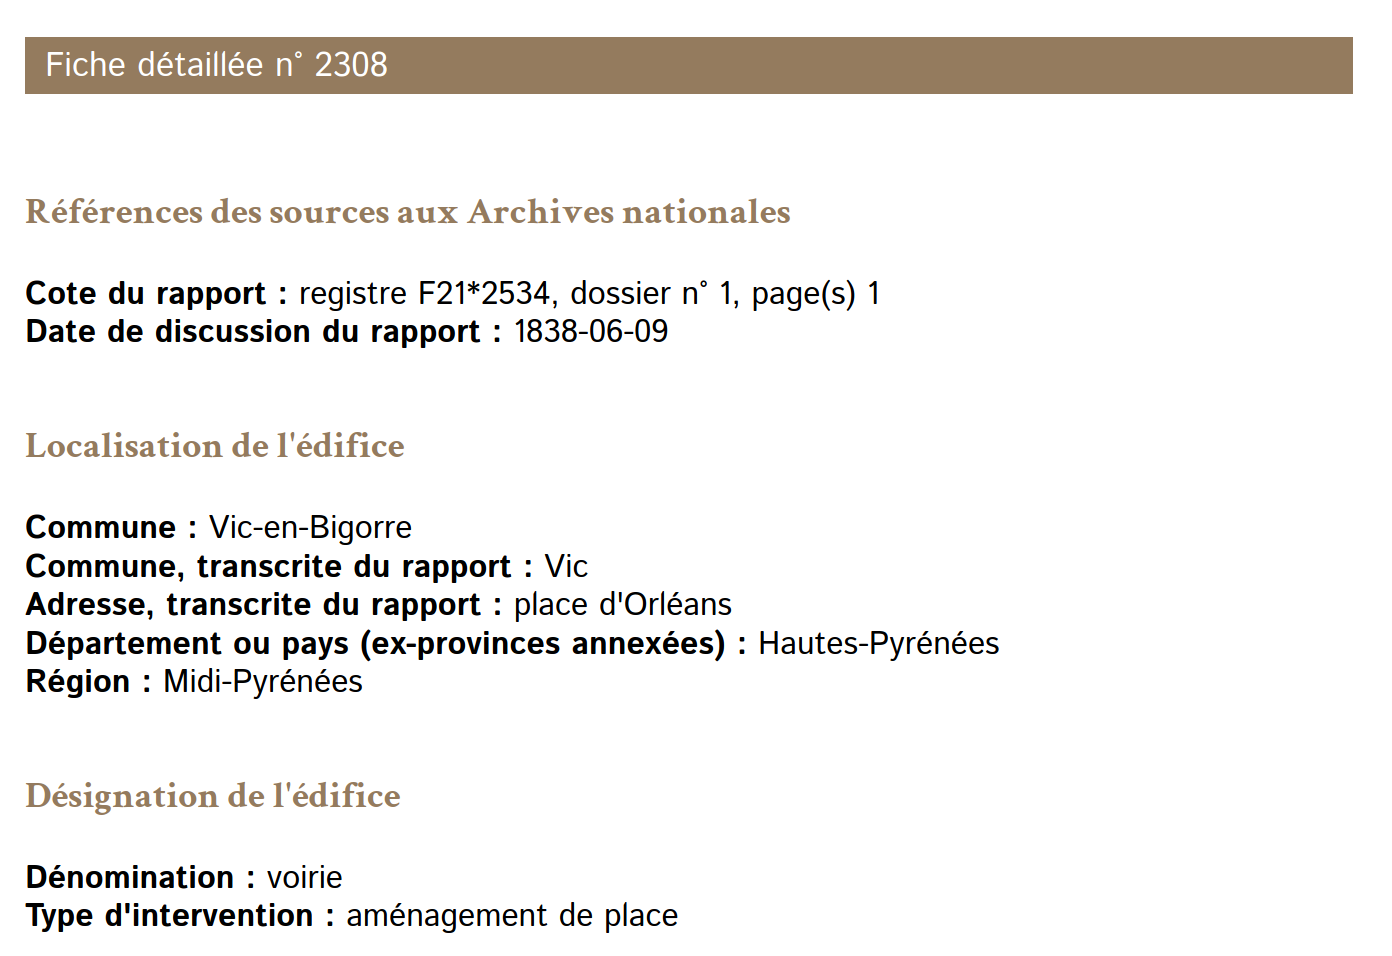 Fiche détaillée n° 2308
Références des sources aux Archives nationales
Cote du rapport : registre F21*2534, dossier n° 1, page(s) 1
Date de discussion du rapport : 1838-06-09
Localisation de l'édifice
Commune : Vic-en-Bigorre
Commune, transcrite du rapport : Vic
Adresse, transcrite du rapport : place d'Orléans
Département ou pays (ex-provinces annexées) : Hautes-Pyrénées
Région : Midi-Pyrénées
Désignation de l'édifice
Dénomination : voirie
Type d'intervention : aménagement de place